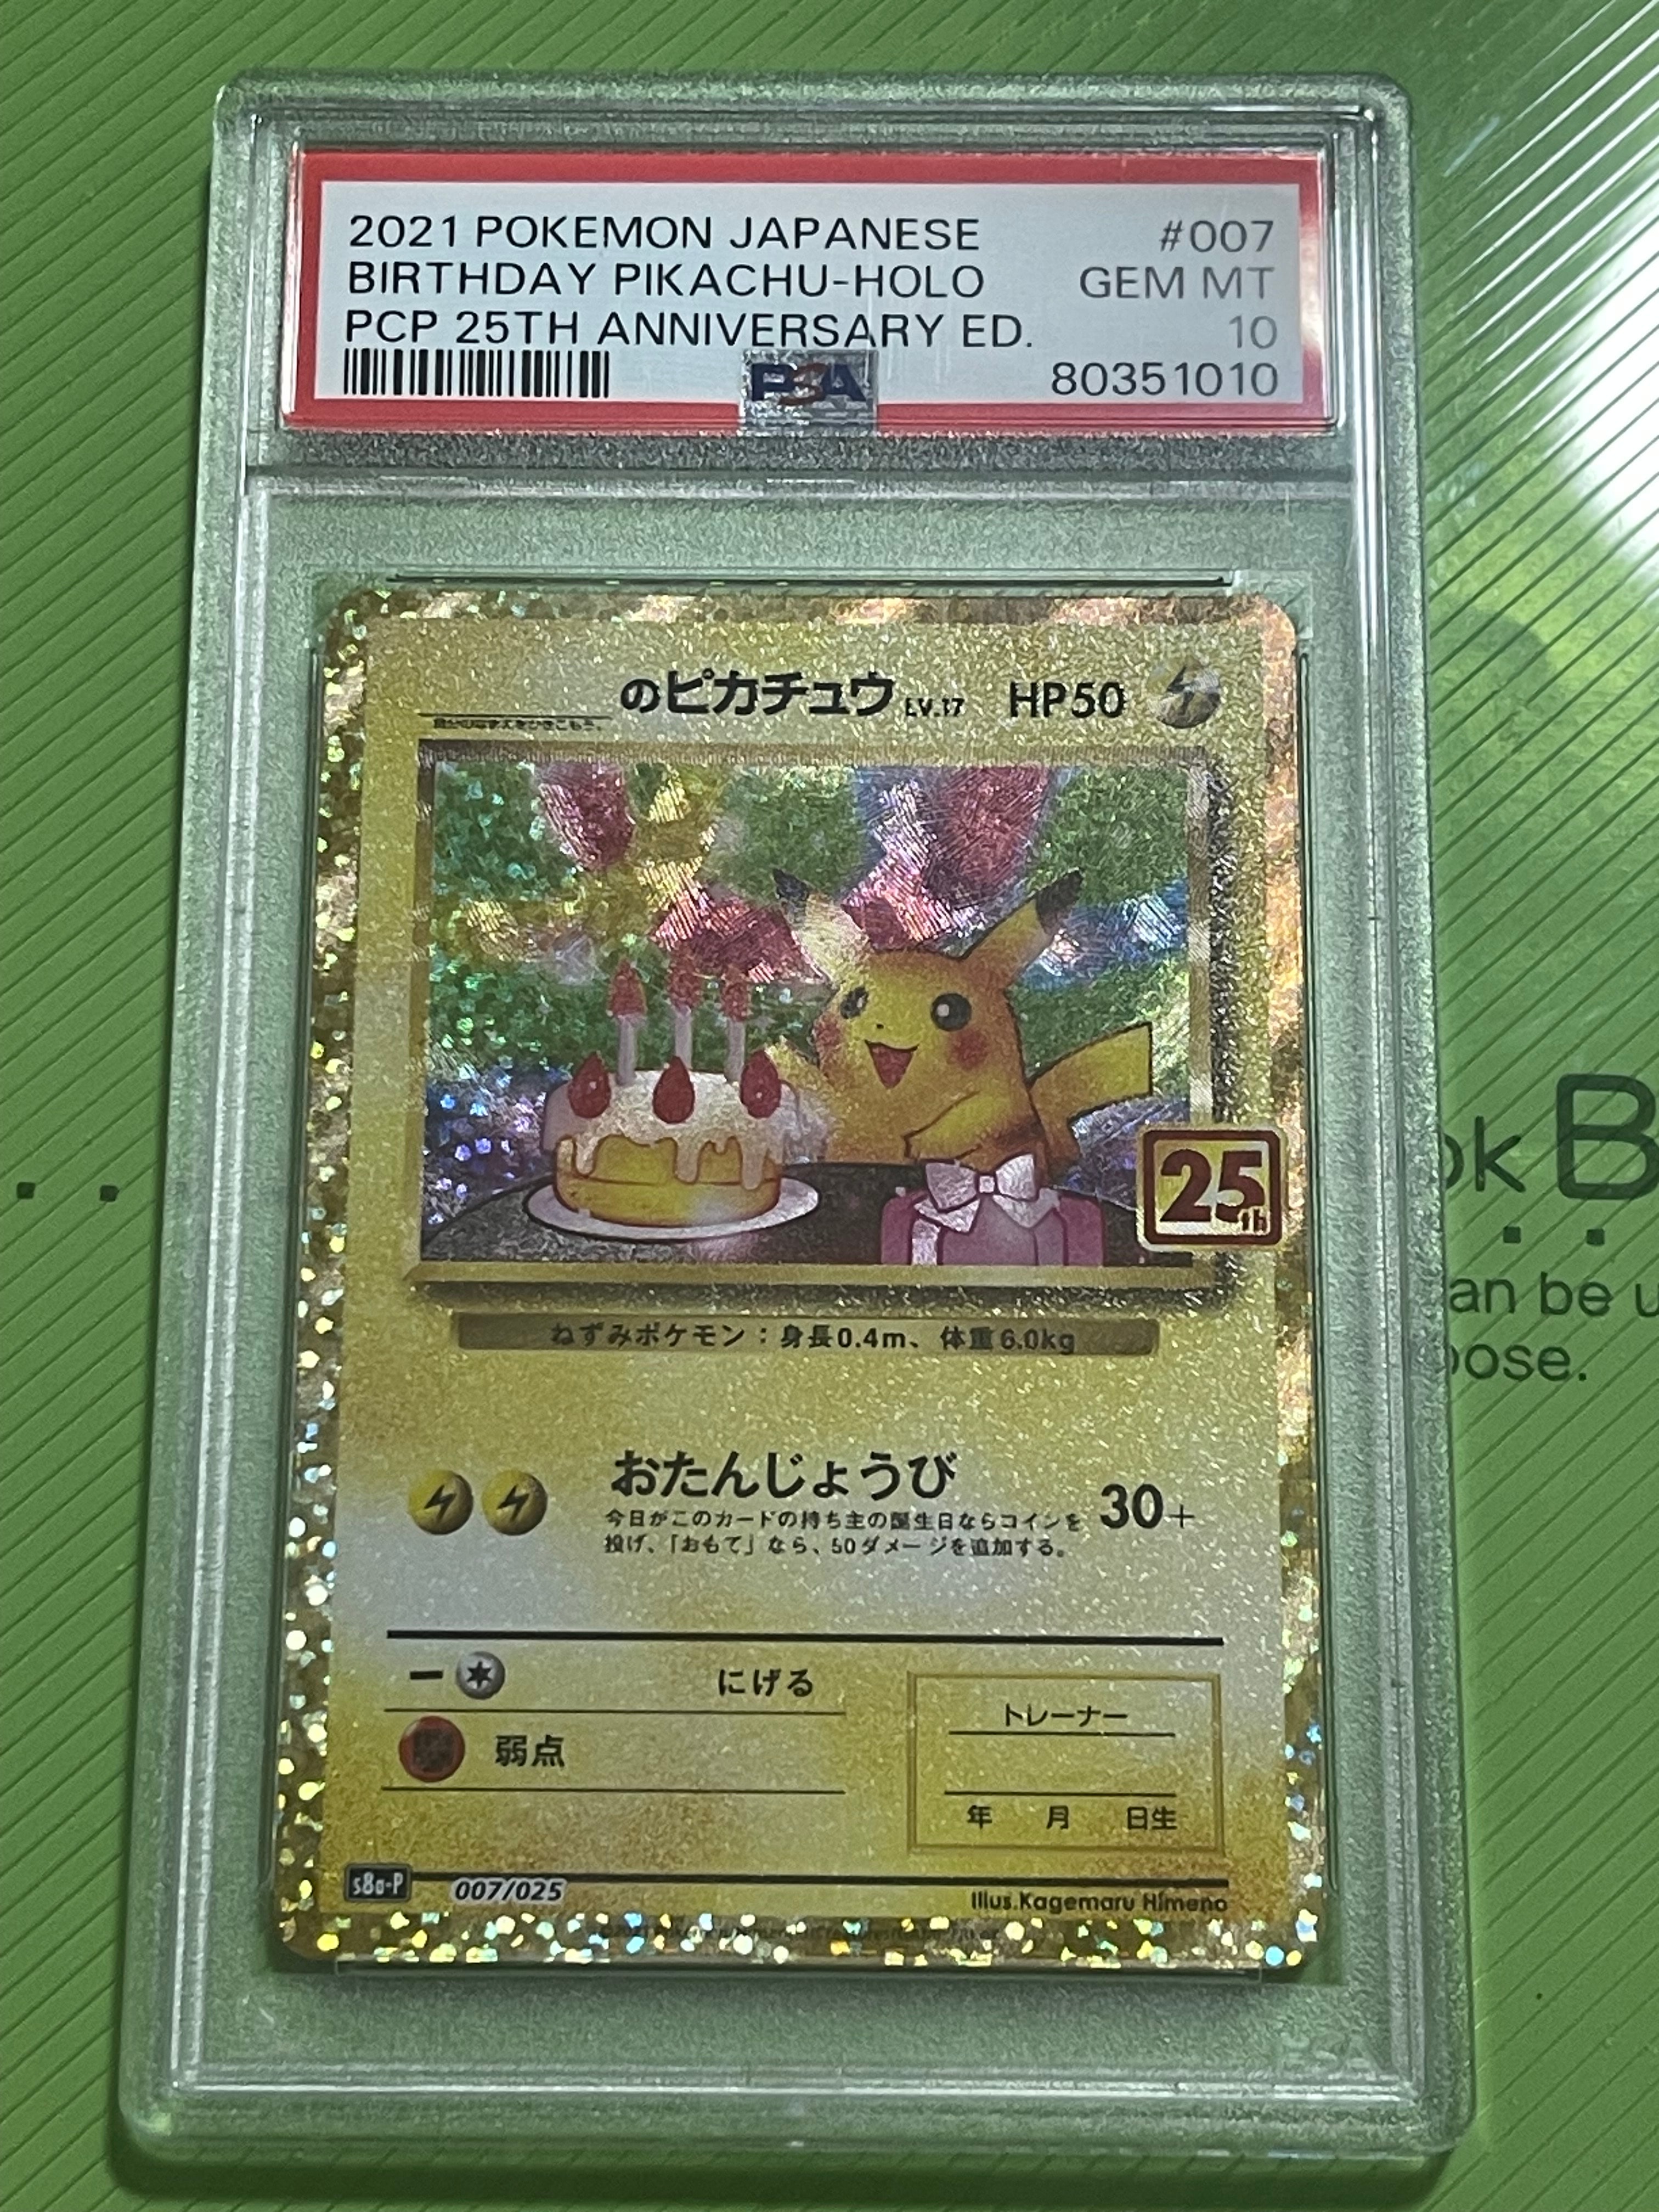 2021 POKEMON JAPANESE #007
BIRTHDAY PIKACHU-HOLO GEM MT
PCP 25TH ANNIVERSARY ED. 10
PSA 80351010
のピカチュウ LV.17 HP50
25th
ねずみポケモン：身長0.4m、体重6.0kg
おたんじょうび 30+
今日がこのカードの持ち主の誕生日ならコインを
投げ、「おもて」なら、50ダメージを追加する。
にげる
弱点
トレーナー
年 月 日生
s8a-P 007/025 Illus.Kagemaru Himeno
ok B
an be u
pose.